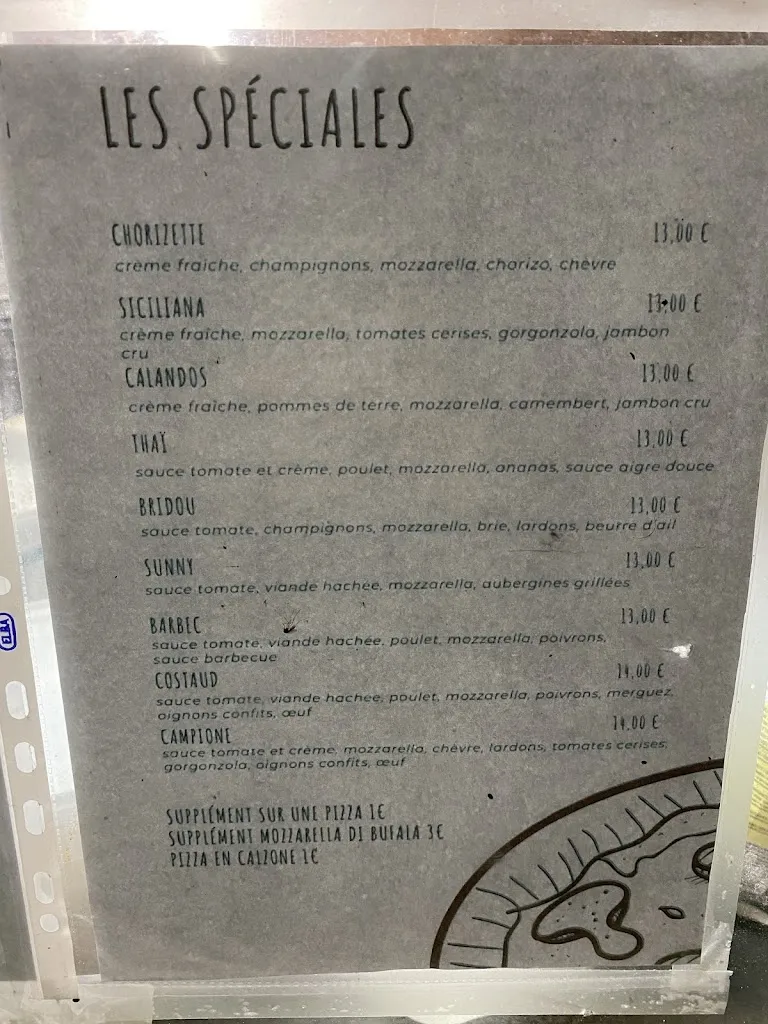 LES SPÉCIALES
CHORIZETTE 13,00 €
crème fraîche, champignons, mozzarella, chorizo, chèvre
SICILIANA 13,00 €
crème fraîche, mozzarella, tomates cerises, gorgonzola, jambon
cru
CALANDOS 13,00 €
crème fraîche, pommes de terre, mozzarella, camembert, jambon cru
THAÏ 13,00 €
sauce tomate et crème, poulet, mozzarella, ananas, sauce aigre douce
BRIDOU 13,00 €
sauce tomate, champignons, mozzarella, brie, lardons, beurre d'ail
SUNNY 13,00 €
sauce tomate, viande hachée, mozzarella, aubergines grillées
BARBEC 13,00 €
sauce tomate, viande hachée, poulet, mozzarella, poivrons,
sauce barbecue
COSTAUD 14,00 €
sauce tomate, viande hachée, poulet, mozzarella, poivrons, merguez,
oignons confits, œuf
CAMPIONE 14,00 €
sauce tomate et crème, mozzarella, chèvre, lardons, tomates cerises,
gorgonzola, oignons confits, œuf
SUPPLÉMENT SUR UNE PIZZA 1€
SUPPLÉMENT MOZZARELLA DI BUFALA 3€
PIZZA EN CALZONE 1€
ELBA